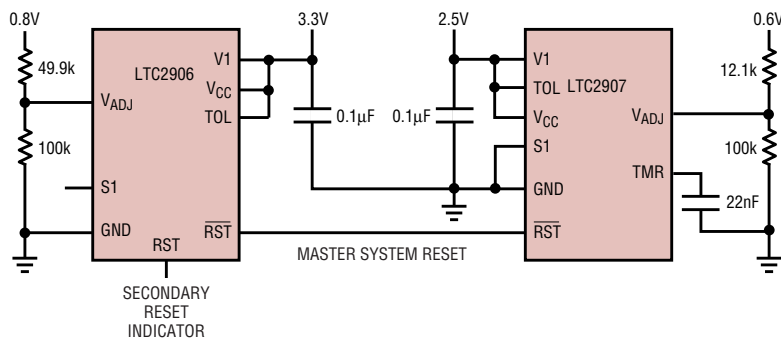 0.8V
3.3V
2.5V
0.6V
49.9k
LTC2906
V1
VCC
TOL
VADJ
100k
S1
GND
RST
RST
SECONDARY
RESET
INDICATOR
0.1µF
0.1µF
MASTER SYSTEM RESET
V1
TOL
LTC2907
VCC
S1
GND
RST
VADJ
TMR
12.1k
100k
22nF